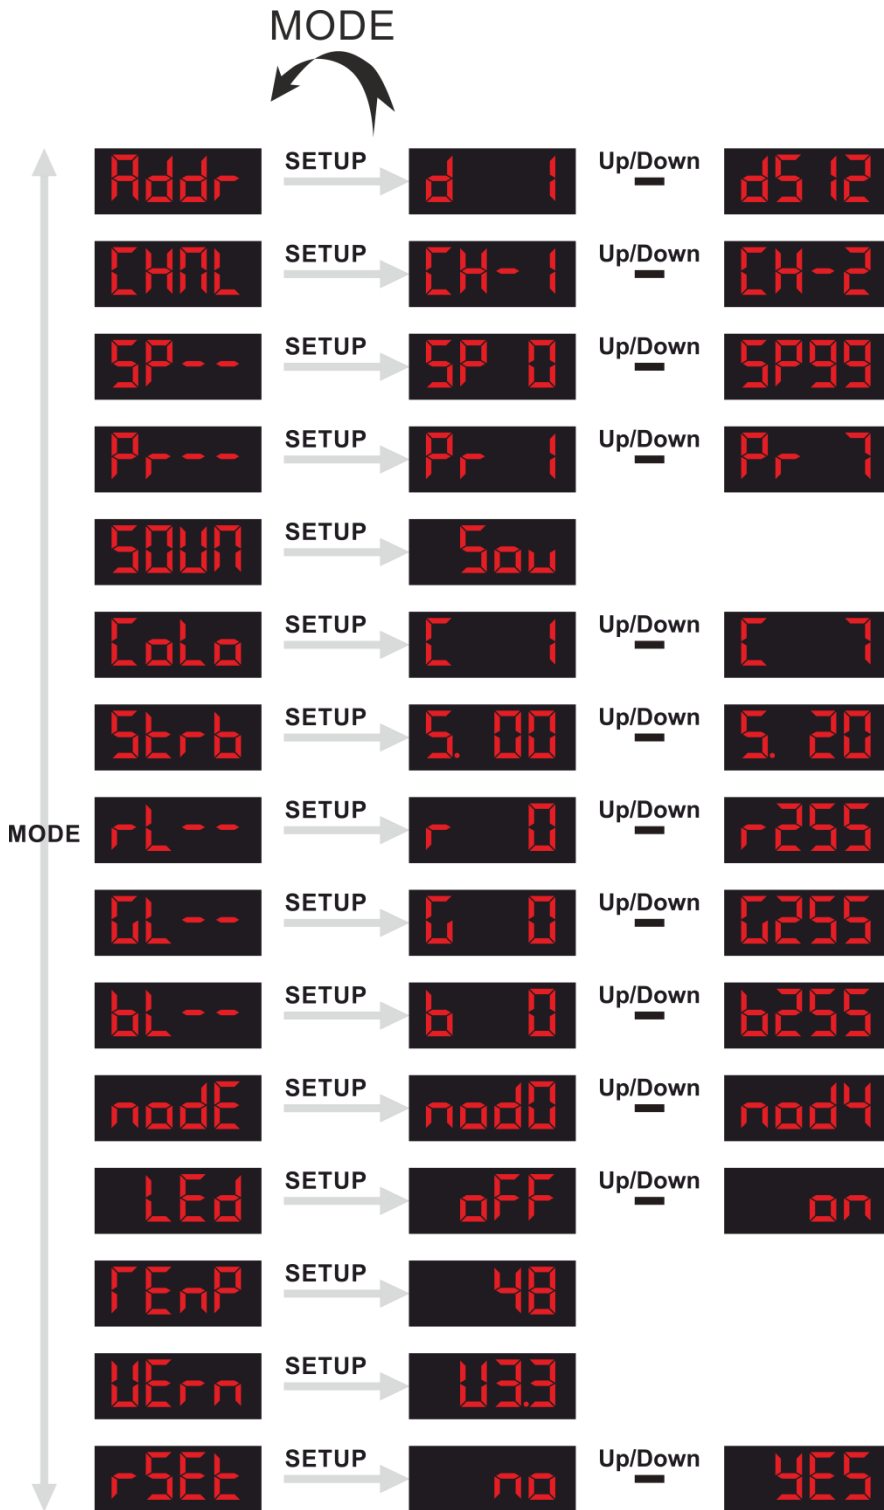 MODE
Addr SETUP d 1 Up/Down d512
CHNL SETUP CH-1 Up/Down CH-2
SP-- SETUP SP 0 Up/Down SP99
Pr-- SETUP Pr 1 Up/Down Pr 7
SOUN SETUP Sou
CoLo SETUP C 1 Up/Down C 7
Strb SETUP S. 00 Up/Down S. 20
MODE rL-- SETUP r 0 Up/Down r255
GL-- SETUP G 0 Up/Down G255
bL-- SETUP b 0 Up/Down b255
nodE SETUP nod0 Up/Down nod4
LEd SETUP oFF Up/Down on
TEnP SETUP 48
VErn SETUP V3.3
rSEt SETUP no Up/Down yES